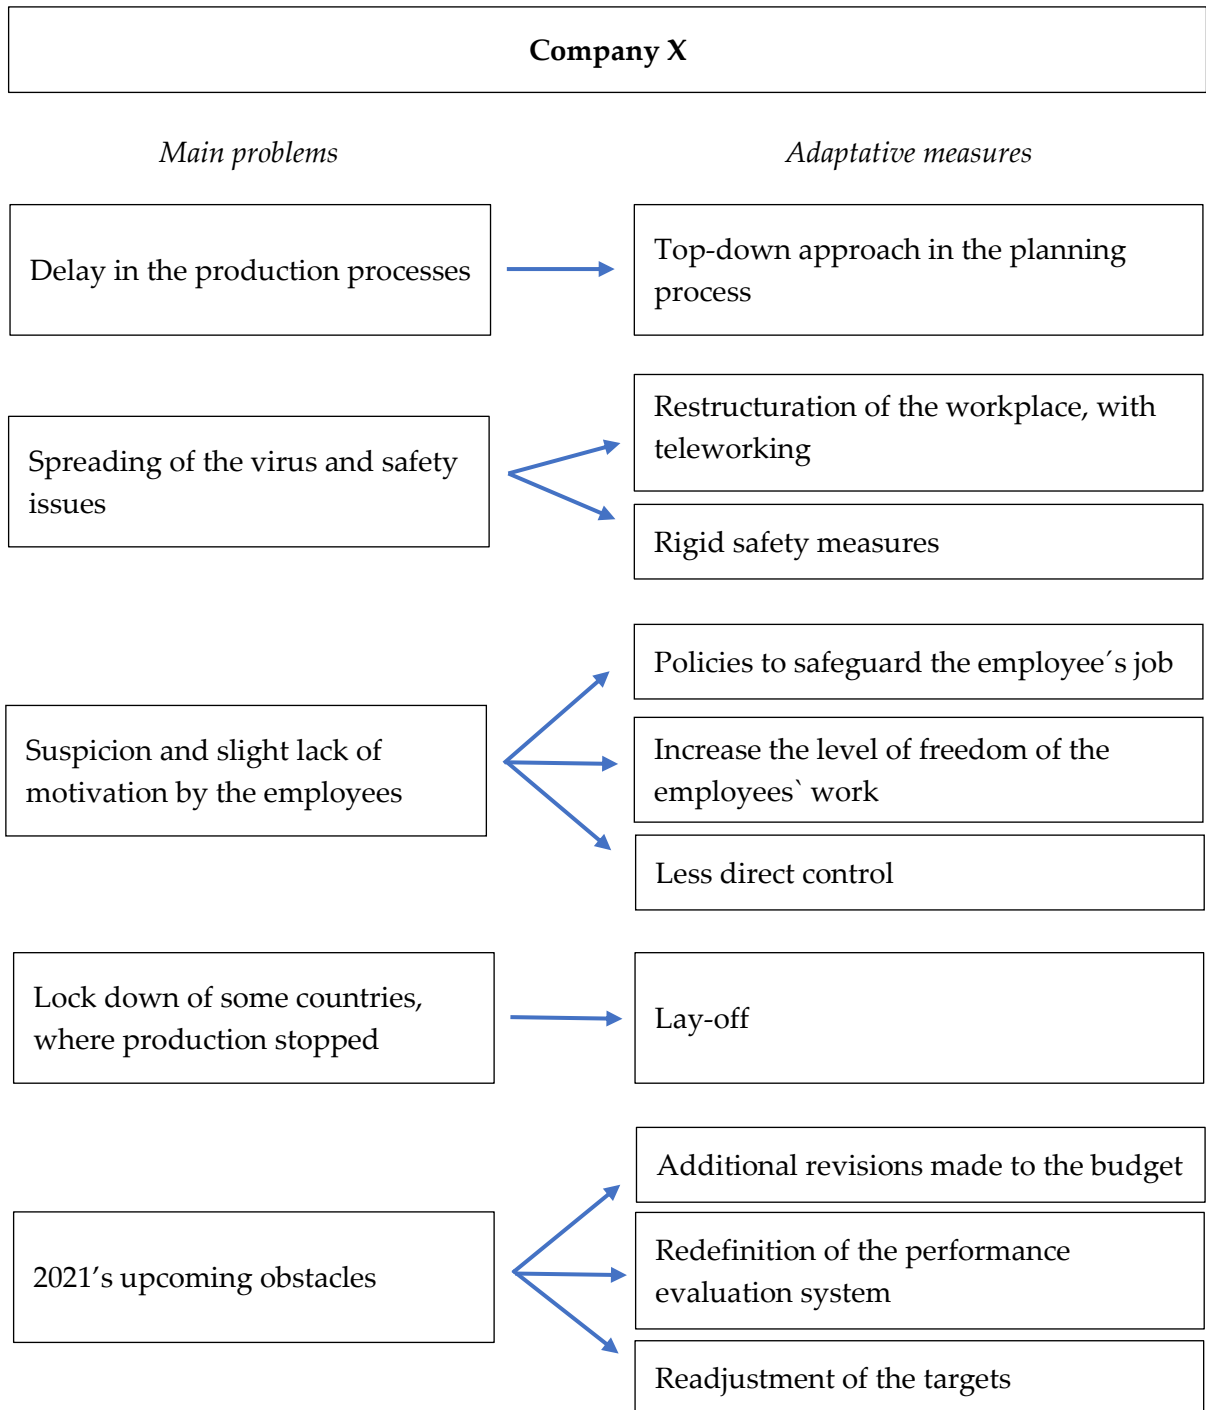 Company X
Main problems
Adaptative measures
Delay in the production processes
Top-down approach in the planning
process
Spreading of the virus and safety
issues
Restructuration of the workplace, with
teleworking
Rigid safety measures
Suspicion and slight lack of
motivation by the employees
Policies to safeguard the employee´s job
Increase the level of freedom of the
employees` work
Less direct control
Lock down of some countries,
where production stopped
Lay-off
2021’s upcoming obstacles
Additional revisions made to the budget
Redefinition of the performance
evaluation system
Readjustment of the targets